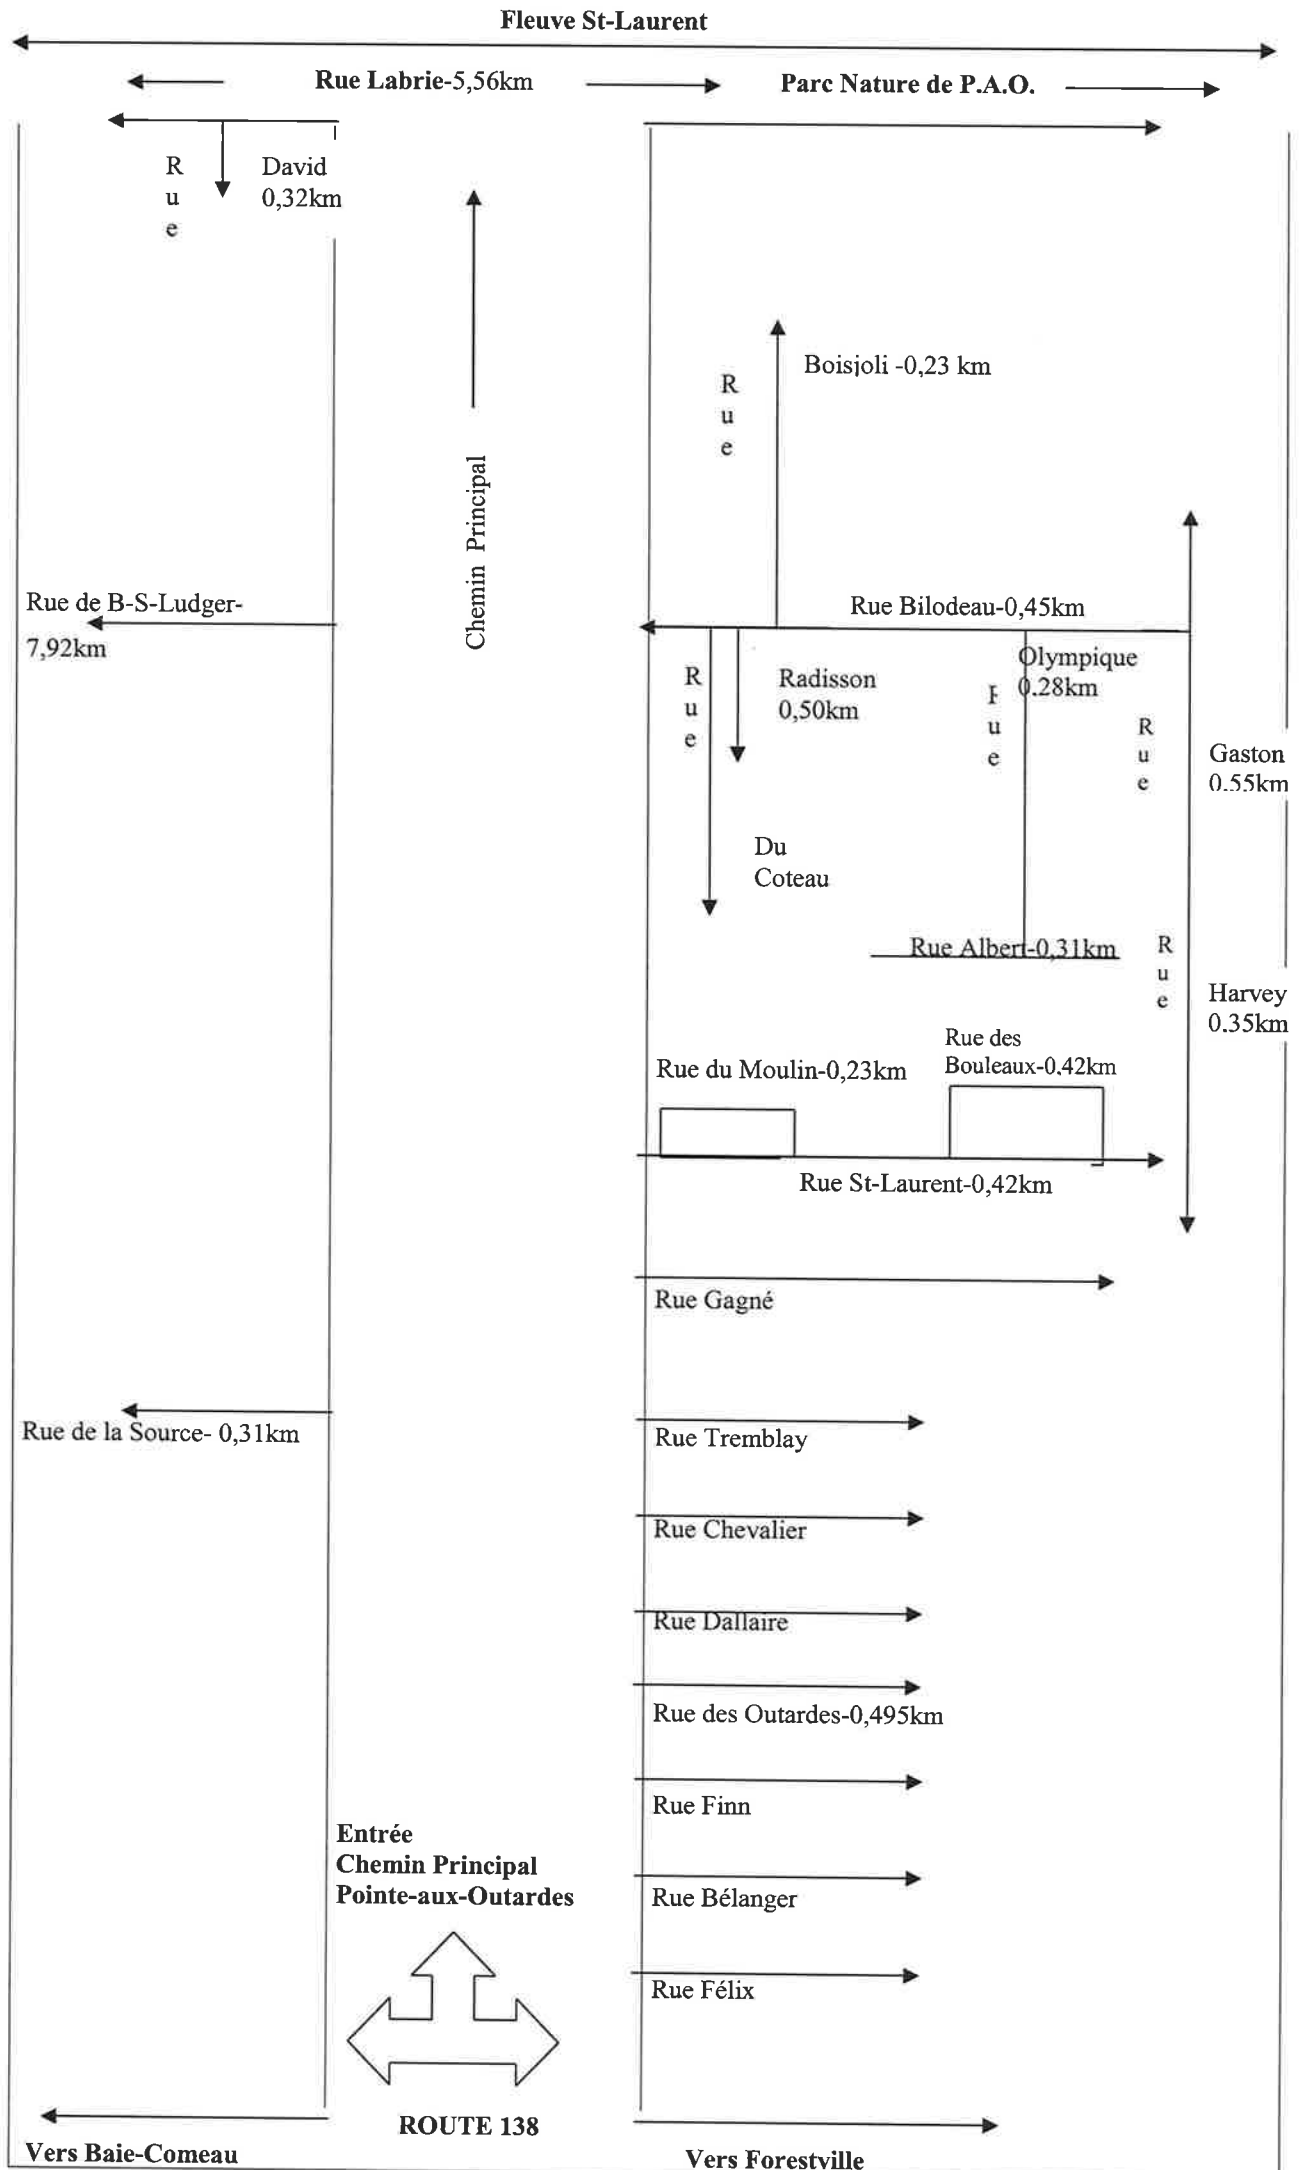 Fleuve St-Laurent
Rue Labrie-5,56km
Parc Nature de P.A.O.
Rue
David
0,32km
Rue
Boisjoli -0,23 km
Chemin Principal
Rue de B-S-Ludger-
7,92km
Rue Bilodeau-0,45km
Rue
Radisson
0,50km
Rue
Olympique
0.28km
Rue
Gaston
0.55km
Du
Coteau
Rue Albert-0,31km
Rue
Harvey
0.35km
Rue des
Bouleaux-0.42km
Rue du Moulin-0,23km
Rue St-Laurent-0,42km
Rue Gagné
Rue de la Source- 0,31km
Rue Tremblay
Rue Chevalier
Rue Dallaire
Rue des Outardes-0,495km
Rue Finn
Entrée
Chemin Principal
Pointe-aux-Outardes
Rue Bélanger
Rue Félix
ROUTE 138
Vers Baie-Comeau
Vers Forestville